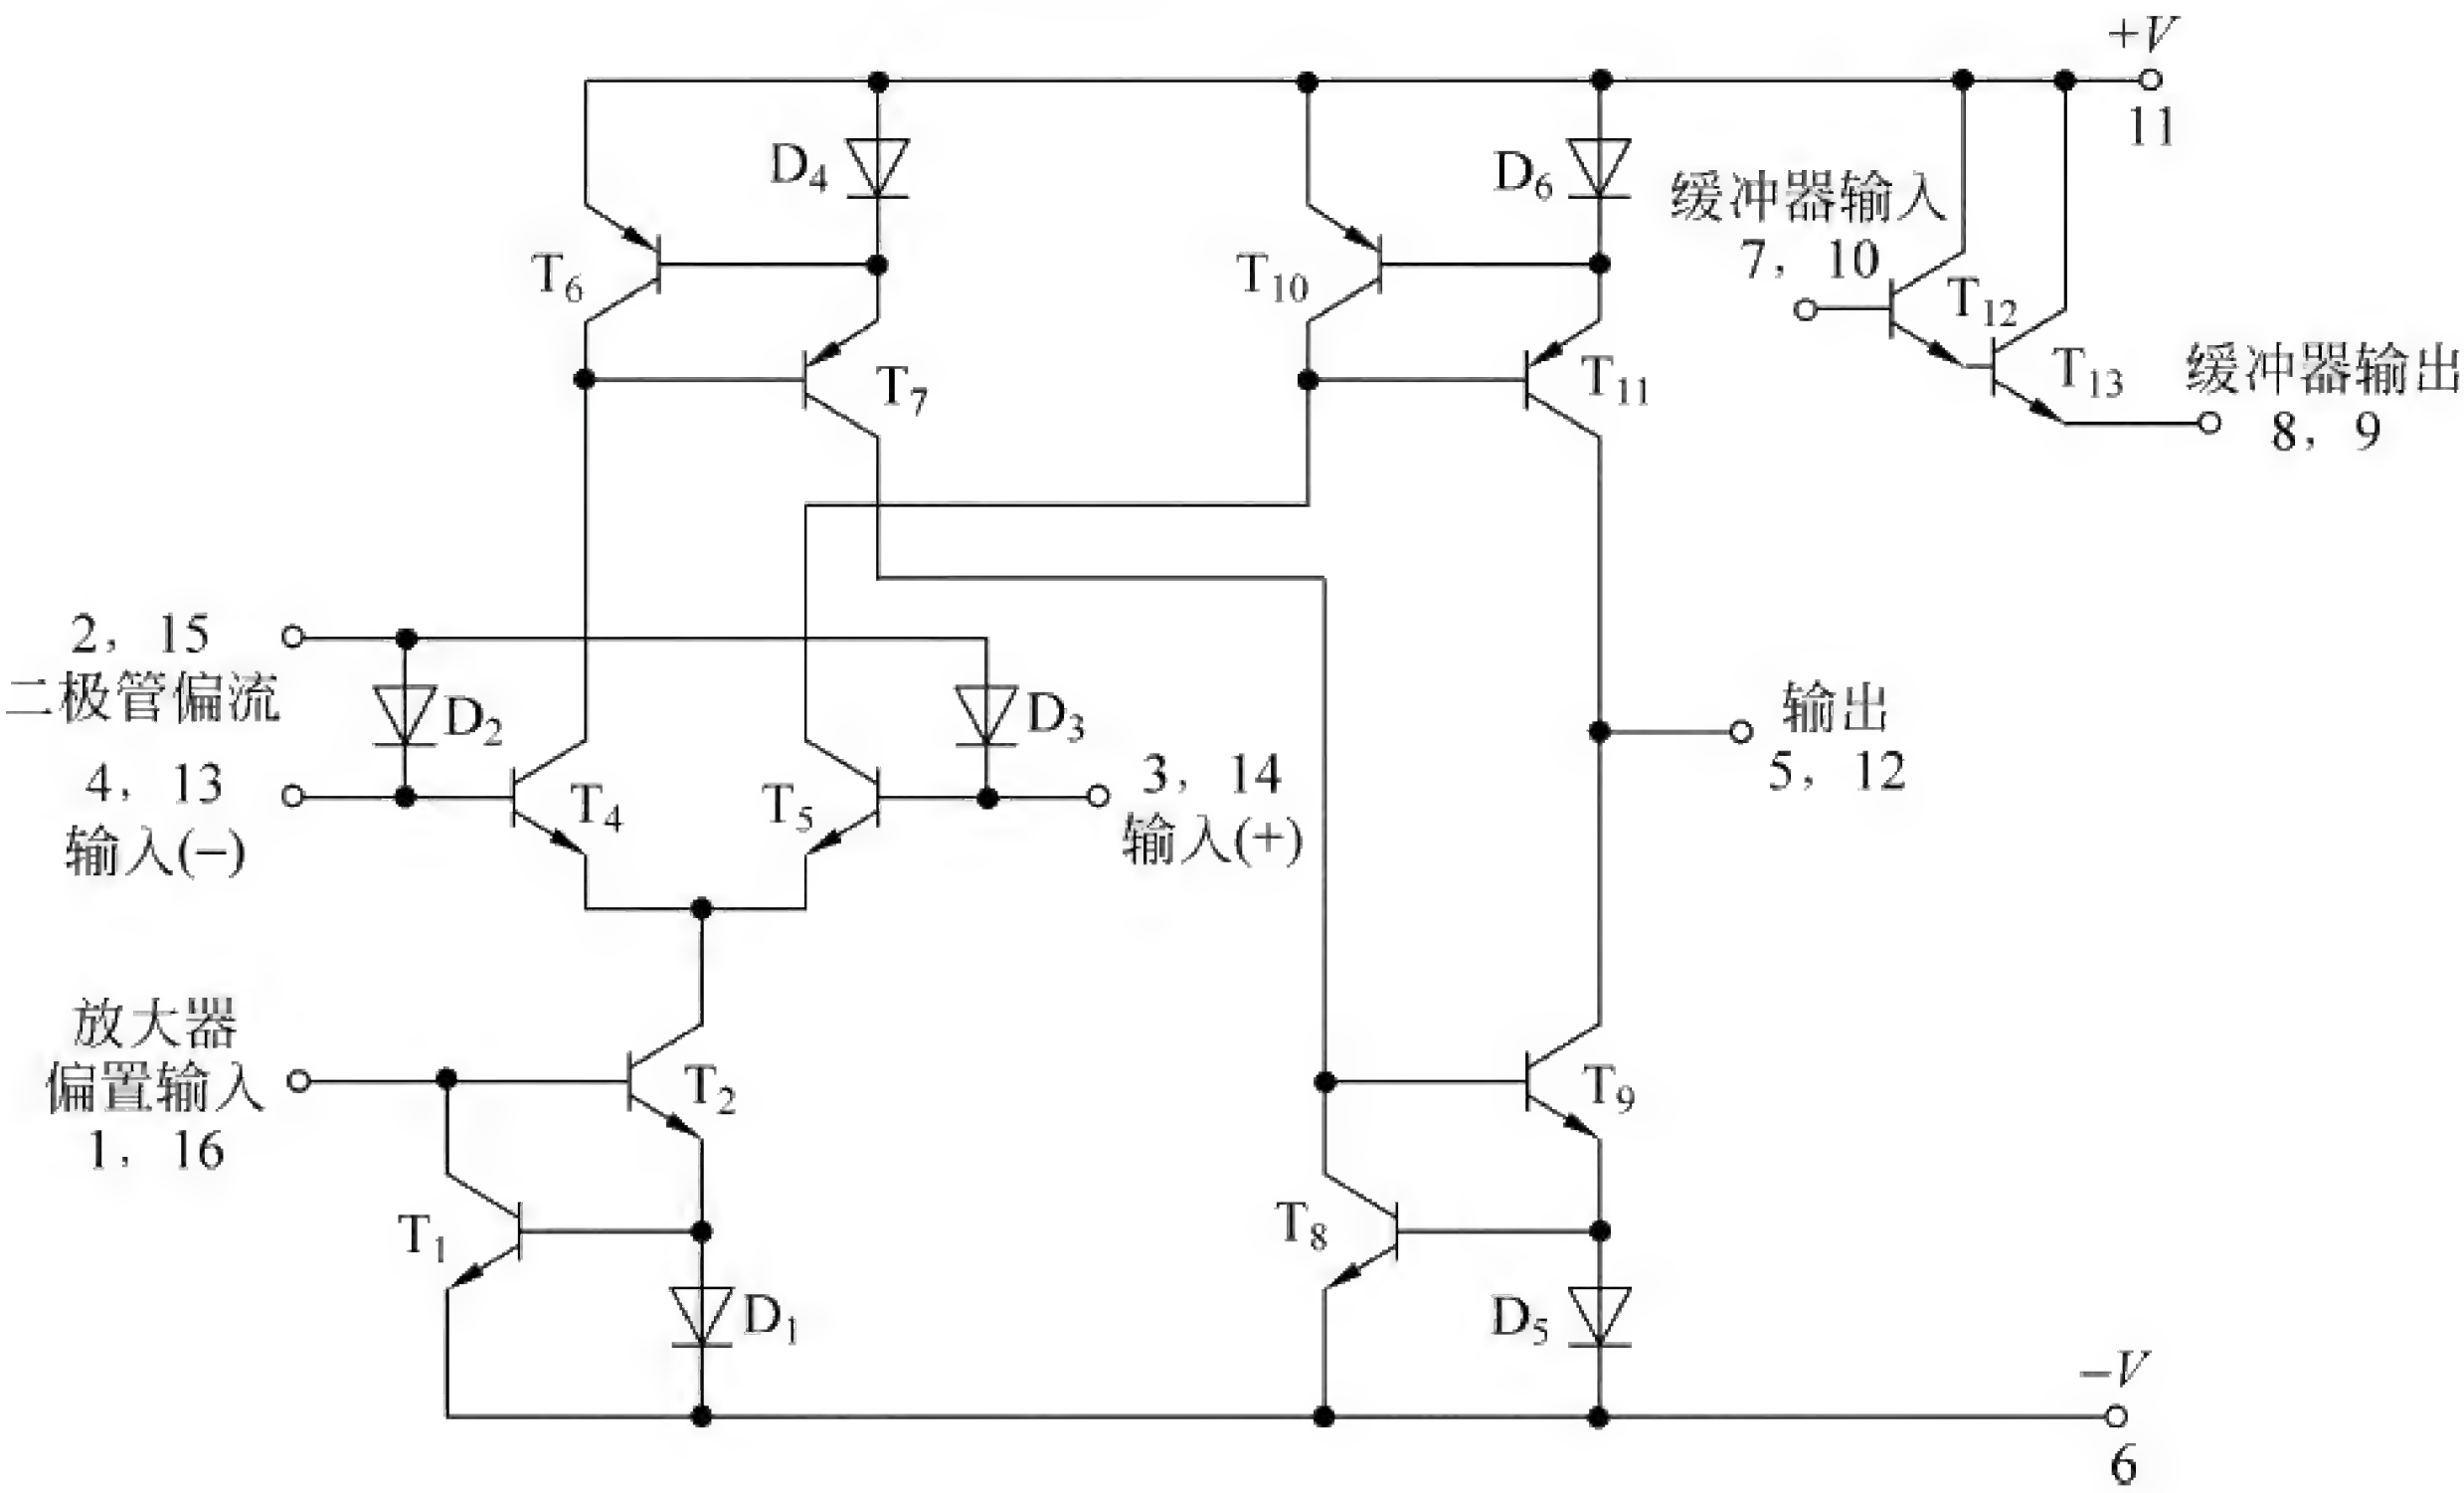 +V
11
D4
D6
缓冲器输入
7，10
T6
T10
T12
T7
T11
T13
缓冲器输出
8，9
2，15
二极管偏流
D2
D3
4，13
输入(−)
T4
T5
3，14
输入(+)
输出
5，12
放大器
偏置输入
1，16
T2
T9
T1
T8
D1
D5
−V
6